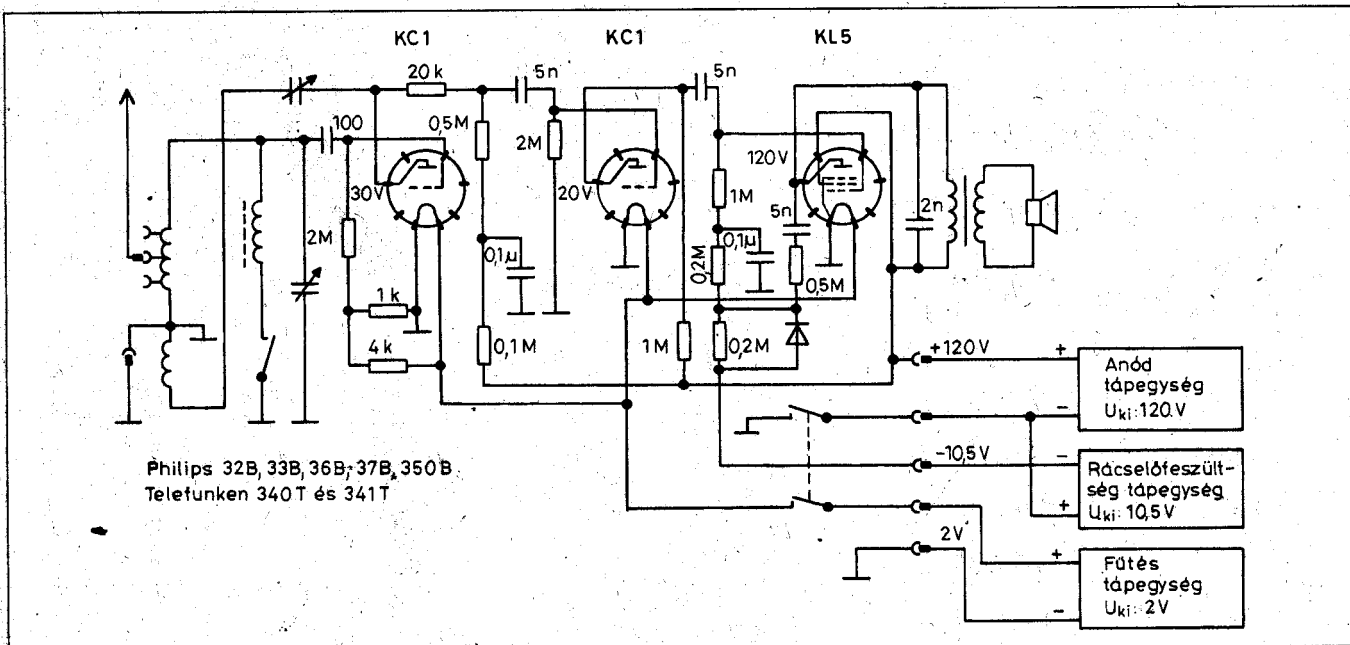 KC1
KC1
KL5
20 k
5n
5n
100
0,5M
2M
120V
30V
20V
1M
5n
2n
2M
0,1µ
0,2M
0,1µ
0,5M
1 k
4 k
0,1M
1M
0,2M
+120V
+
Anód
tápegység
Uki: 120 V
−
−10,5V
−
Rácselőfeszült-
ség tápegység
Uki: 10,5 V
+
2V
+
Fűtés
tápegység
Uki: 2V
−
Philips 32B, 33B, 36B, 37B, 350B
Telefunken 340T és 341T